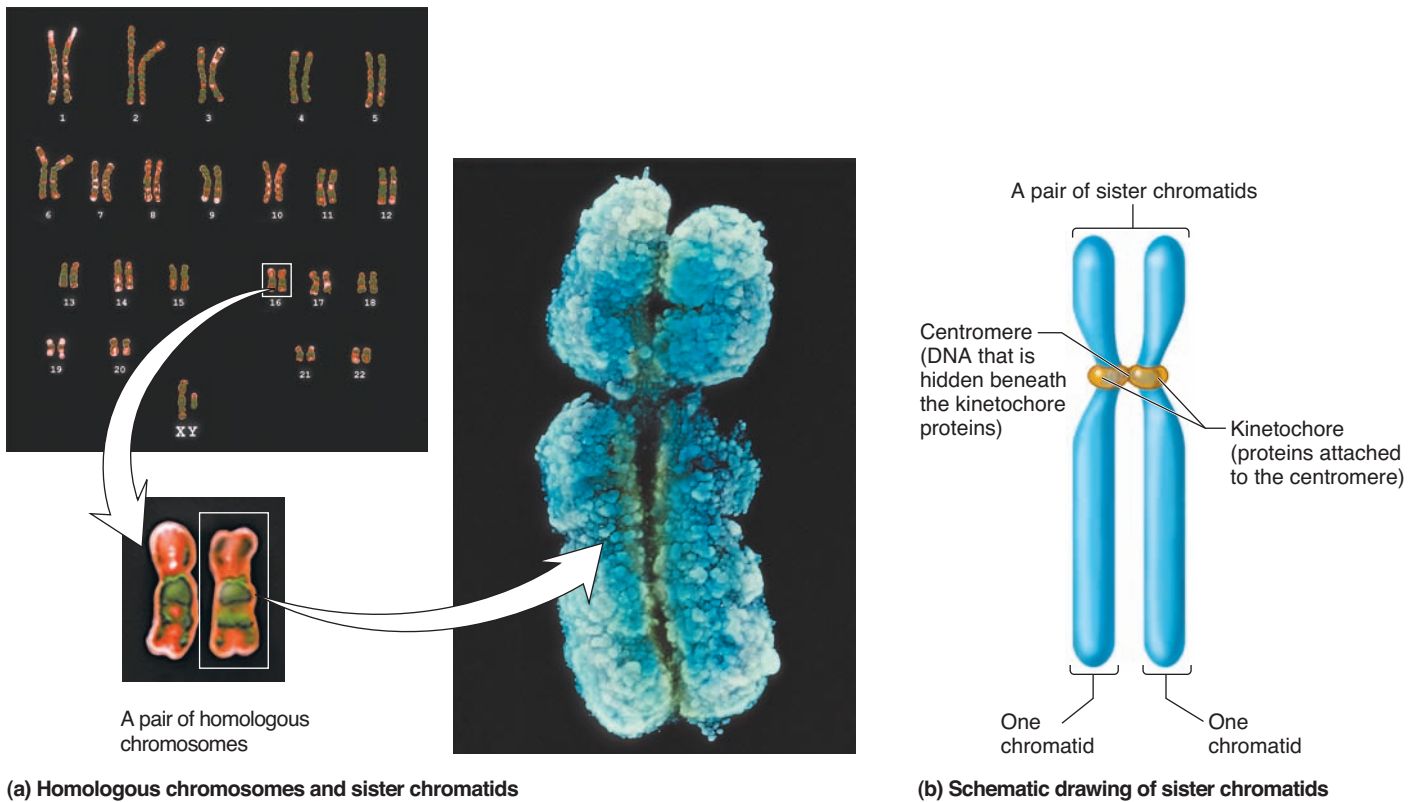 1 2 3 4 5
6 7 8 9 10 11 12
13 14 15 16 17 18
19 20 21 22
XY
A pair of homologous
chromosomes
(a) Homologous chromosomes and sister chromatids
A pair of sister chromatids
Centromere
(DNA that is
hidden beneath
the kinetochore
proteins)
Kinetochore
(proteins attached
to the centromere)
One
chromatid
One
chromatid
(b) Schematic drawing of sister chromatids